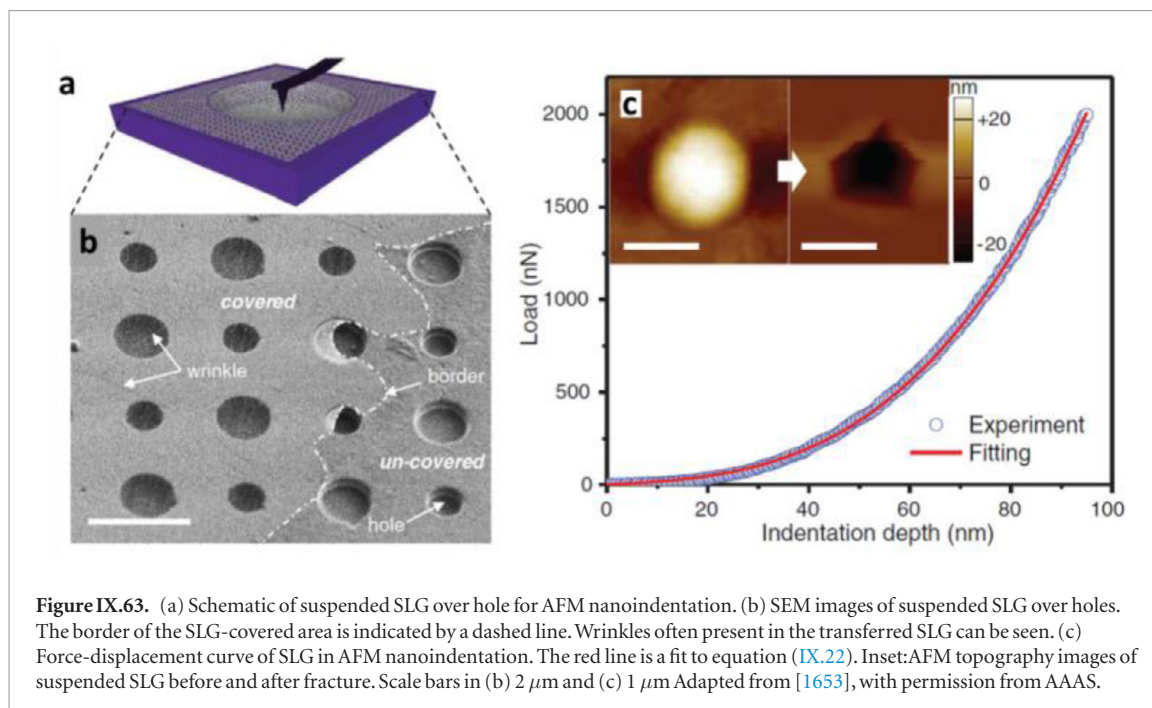 a
b
covered
wrinkle
border
un-covered
hole
c
nm
+20
0
-20
2000
1500
1000
500
0
Load (nN)
Experiment
Fitting
0 20 40 60 80 100
Indentation depth (nm)
Figure IX.63. (a) Schematic of suspended SLG over hole for AFM nanoindentation. (b) SEM images of suspended SLG over holes.
The border of the SLG-covered area is indicated by a dashed line. Wrinkles often present in the transferred SLG can be seen. (c)
Force-displacement curve of SLG in AFM nanoindentation. The red line is a fit to equation (IX.22). Inset:AFM topography images of
suspended SLG before and after fracture. Scale bars in (b) 2 μm and (c) 1 μm Adapted from [1653], with permission from AAAS.